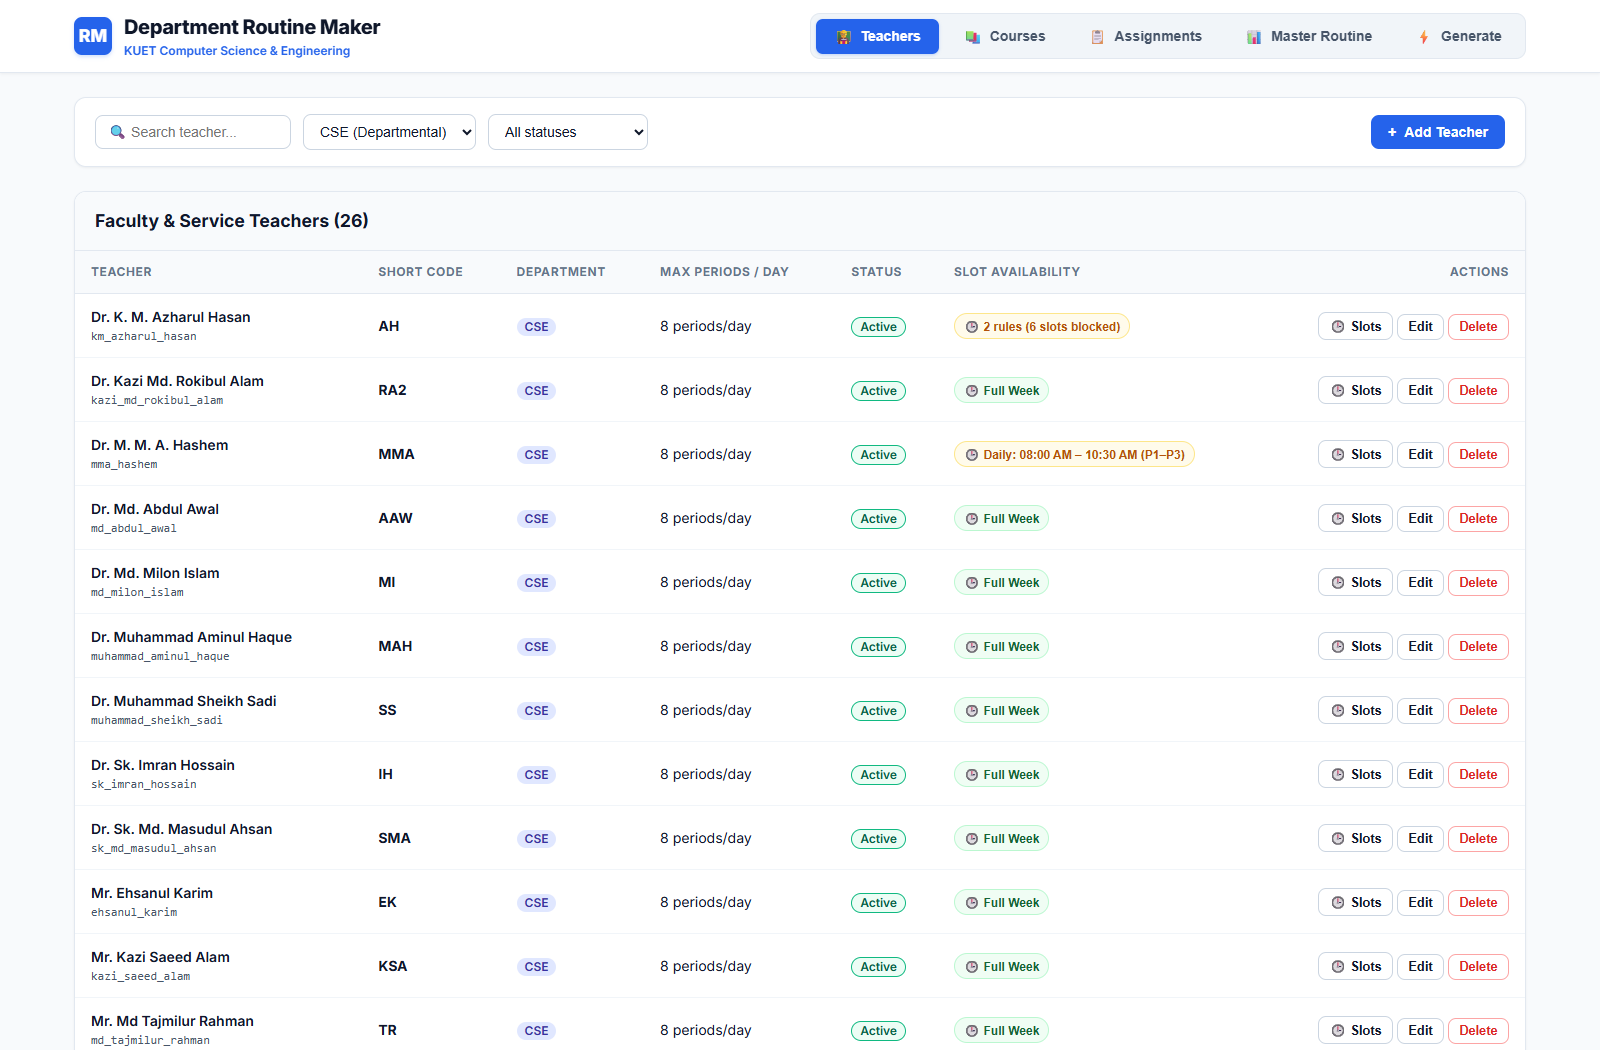 RM
Department Routine Maker
KUET Computer Science & Engineering
Teachers
Courses
Assignments
Master Routine
Generate
Search teacher...
CSE (Departmental)
All statuses
+ Add Teacher
Faculty & Service Teachers (26)
TEACHER SHORT CODE DEPARTMENT MAX PERIODS / DAY STATUS SLOT AVAILABILITY ACTIONS
Dr. K. M. Azharul Hasan
km_azharul_hasan
AH CSE 8 periods/day Active 2 rules (6 slots blocked) Slots Edit Delete
Dr. Kazi Md. Rokibul Alam
kazi_md_rokibul_alam
RA2 CSE 8 periods/day Active Full Week Slots Edit Delete
Dr. M. M. A. Hashem
mma_hashem
MMA CSE 8 periods/day Active Daily: 08:00 AM – 10:30 AM (P1–P3) Slots Edit Delete
Dr. Md. Abdul Awal
md_abdul_awal
AAW CSE 8 periods/day Active Full Week Slots Edit Delete
Dr. Md. Milon Islam
md_milon_islam
MI CSE 8 periods/day Active Full Week Slots Edit Delete
Dr. Muhammad Aminul Haque
muhammad_aminul_haque
MAH CSE 8 periods/day Active Full Week Slots Edit Delete
Dr. Muhammad Sheikh Sadi
muhammad_sheikh_sadi
SS CSE 8 periods/day Active Full Week Slots Edit Delete
Dr. Sk. Imran Hossain
sk_imran_hossain
IH CSE 8 periods/day Active Full Week Slots Edit Delete
Dr. Sk. Md. Masudul Ahsan
sk_md_masudul_ahsan
SMA CSE 8 periods/day Active Full Week Slots Edit Delete
Mr. Ehsanul Karim
ehsanul_karim
EK CSE 8 periods/day Active Full Week Slots Edit Delete
Mr. Kazi Saeed Alam
kazi_saeed_alam
KSA CSE 8 periods/day Active Full Week Slots Edit Delete
Mr. Md Tajmilur Rahman
md_tajmilur_rahman
TR CSE 8 periods/day Active Full Week Slots Edit Delete